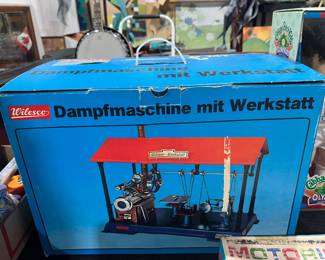 Dampfmaschine
mit Werkstatt
Wilesco
Dampfmaschine mit Werkstatt
MOTOR